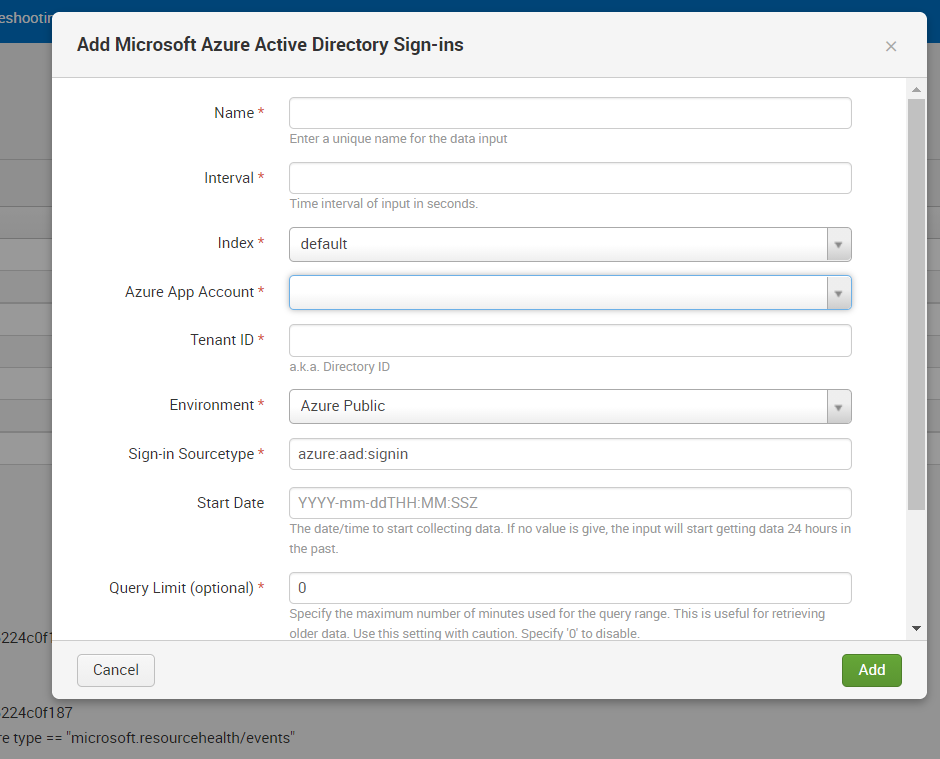 eshootin
Add Microsoft Azure Active Directory Sign-ins
×
Name *
Enter a unique name for the data input
Interval *
Time interval of input in seconds.
Index *
default
Azure App Account *
Tenant ID *
a.k.a. Directory ID
Environment *
Azure Public
Sign-in Sourcetype *
azure:aad:signin
Start Date
YYYY-mm-ddTHH:MM:SSZ
The date/time to start collecting data. If no value is give, the input will start getting data 24 hours in
the past.
Query Limit (optional) *
0
Specify the maximum number of minutes used for the query range. This is useful for retrieving
older data. Use this setting with caution. Specify '0' to disable.
224c0f1
Cancel
Add
224c0f187
re type == "microsoft.resourcehealth/events"